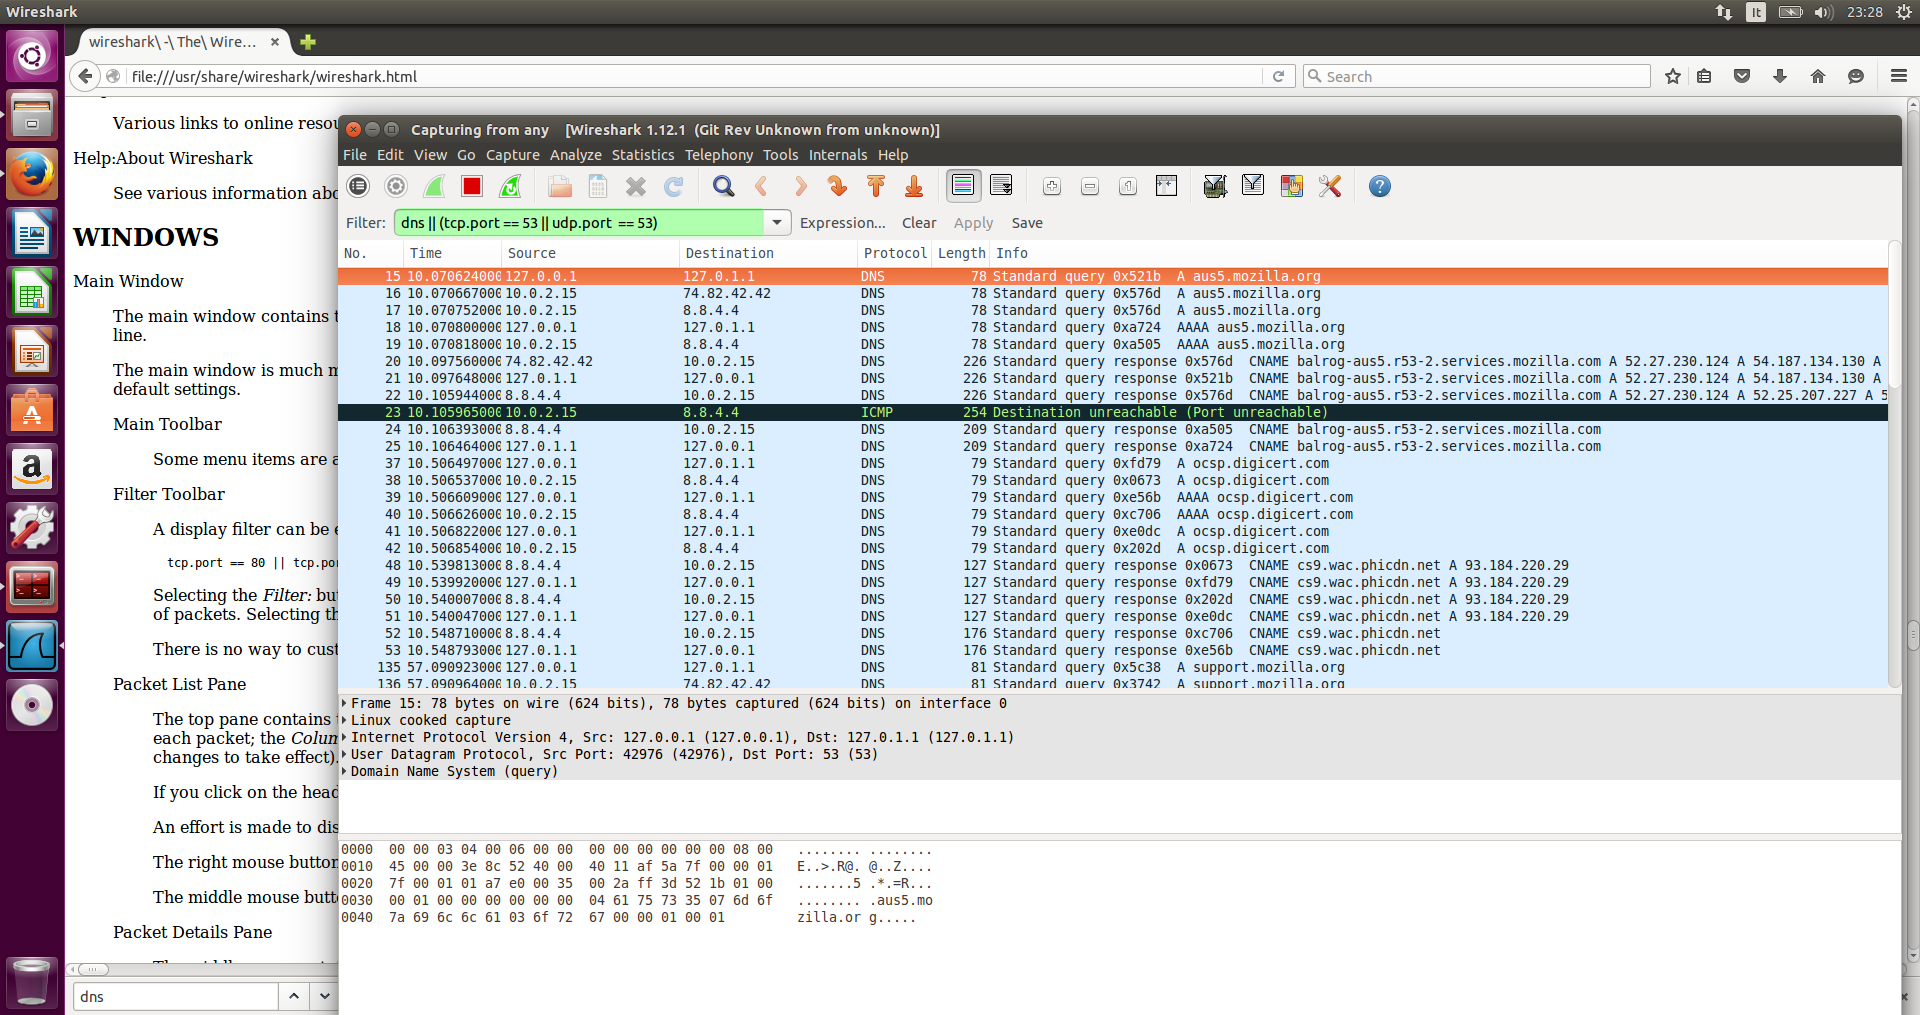 Wireshark
It
23:28
wireshark\ -\ The\ Wire...
file:///usr/share/wireshark/wireshark.html
Search
Various links to online resou
Help:About Wireshark
See various information abo
WINDOWS
Main Window
The main window contains t
line.
The main window is much m
default settings.
Main Toolbar
Some menu items are a
Filter Toolbar
A display filter can be e
tcp.port == 80 || tcp.por
Selecting the Filter: but
of packets. Selecting th
There is no way to cust
Packet List Pane
The top pane contains t
each packet; the Colum
changes to take effect).
If you click on the head
An effort is made to dis
The right mouse button
The middle mouse butt
Packet Details Pane
dns
Capturing from any [Wireshark 1.12.1 (Git Rev Unknown from unknown)]
File Edit View Go Capture Analyze Statistics Telephony Tools Internals Help
Filter: dns || (tcp.port == 53 || udp.port == 53) Expression... Clear Apply Save
No. Time Source Destination Protocol Length Info
15 10.070624000 127.0.0.1 127.0.1.1 DNS 78 Standard query 0x521b A aus5.mozilla.org
16 10.070667000 10.0.2.15 74.82.42.42 DNS 78 Standard query 0x576d A aus5.mozilla.org
17 10.070752000 10.0.2.15 8.8.4.4 DNS 78 Standard query 0x576d A aus5.mozilla.org
18 10.070800000 127.0.0.1 127.0.1.1 DNS 78 Standard query 0xa724 AAAA aus5.mozilla.org
19 10.070818000 10.0.2.15 8.8.4.4 DNS 78 Standard query 0xa505 AAAA aus5.mozilla.org
20 10.097560000 74.82.42.42 10.0.2.15 DNS 226 Standard query response 0x576d CNAME balrog-aus5.r53-2.services.mozilla.com A 52.27.230.124 A 54.187.134.130 A
21 10.097648000 127.0.1.1 127.0.0.1 DNS 226 Standard query response 0x521b CNAME balrog-aus5.r53-2.services.mozilla.com A 52.27.230.124 A 54.187.134.130 A
22 10.105944000 8.8.4.4 10.0.2.15 DNS 226 Standard query response 0x576d CNAME balrog-aus5.r53-2.services.mozilla.com A 52.27.230.124 A 52.25.207.227 A 5
23 10.105965000 10.0.2.15 8.8.4.4 ICMP 254 Destination unreachable (Port unreachable)
24 10.106393000 8.8.4.4 10.0.2.15 DNS 209 Standard query response 0xa505 CNAME balrog-aus5.r53-2.services.mozilla.com
25 10.106464000 127.0.1.1 127.0.0.1 DNS 209 Standard query response 0xa724 CNAME balrog-aus5.r53-2.services.mozilla.com
37 10.506497000 127.0.0.1 127.0.1.1 DNS 79 Standard query 0xfd79 A ocsp.digicert.com
38 10.506537000 10.0.2.15 8.8.4.4 DNS 79 Standard query 0x0673 A ocsp.digicert.com
39 10.506609000 127.0.0.1 127.0.1.1 DNS 79 Standard query 0xe56b AAAA ocsp.digicert.com
40 10.506626000 10.0.2.15 8.8.4.4 DNS 79 Standard query 0xc706 AAAA ocsp.digicert.com
41 10.506822000 127.0.0.1 127.0.1.1 DNS 79 Standard query 0xe0dc A ocsp.digicert.com
42 10.506854000 10.0.2.15 8.8.4.4 DNS 79 Standard query 0x202d A ocsp.digicert.com
48 10.539813000 8.8.4.4 10.0.2.15 DNS 127 Standard query response 0x0673 CNAME cs9.wac.phicdn.net A 93.184.220.29
49 10.539920000 127.0.1.1 127.0.0.1 DNS 127 Standard query response 0xfd79 CNAME cs9.wac.phicdn.net A 93.184.220.29
50 10.540007000 8.8.4.4 10.0.2.15 DNS 127 Standard query response 0x202d CNAME cs9.wac.phicdn.net A 93.184.220.29
51 10.540047000 127.0.1.1 127.0.0.1 DNS 127 Standard query response 0xe0dc CNAME cs9.wac.phicdn.net A 93.184.220.29
52 10.548710000 8.8.4.4 10.0.2.15 DNS 176 Standard query response 0xc706 CNAME cs9.wac.phicdn.net
53 10.548793000 127.0.1.1 127.0.0.1 DNS 176 Standard query response 0xe56b CNAME cs9.wac.phicdn.net
135 57.090923000 127.0.0.1 127.0.1.1 DNS 81 Standard query 0x5c38 A support.mozilla.org
136 57.090964000 10.0.2.15 74.82.42.42 DNS 81 Standard query 0x3742 A support.mozilla.org
Frame 15: 78 bytes on wire (624 bits), 78 bytes captured (624 bits) on interface 0
Linux cooked capture
Internet Protocol Version 4, Src: 127.0.0.1 (127.0.0.1), Dst: 127.0.1.1 (127.0.1.1)
User Datagram Protocol, Src Port: 42976 (42976), Dst Port: 53 (53)
Domain Name System (query)
0000 00 00 03 04 00 06 00 00 00 00 00 00 00 00 08 00 ........ ........
0010 45 00 00 3e 8c 52 40 00 40 11 af 5a 7f 00 00 01 E..>.R@. @..Z....
0020 7f 00 01 01 a7 e0 00 35 00 2a ff 3d 52 1b 01 00 .......5 .*.=R...
0030 00 01 00 00 00 00 00 00 04 61 75 73 35 07 6d 6f ........ .aus5.mo
0040 7a 69 6c 6c 61 03 6f 72 67 00 00 01 00 01 zilla.or g.....